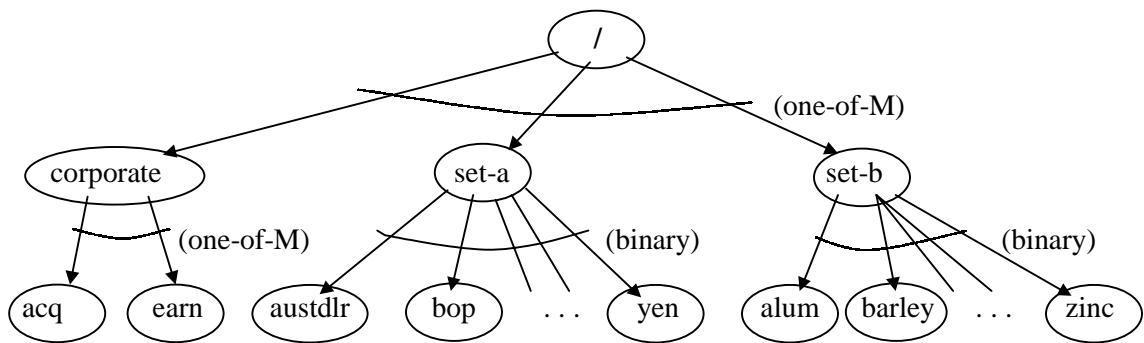 /
(one-of-M)
corporate set-a set-b
(one-of-M) (binary) (binary)
acq earn austdlr bop . . . yen alum barley . . . zinc